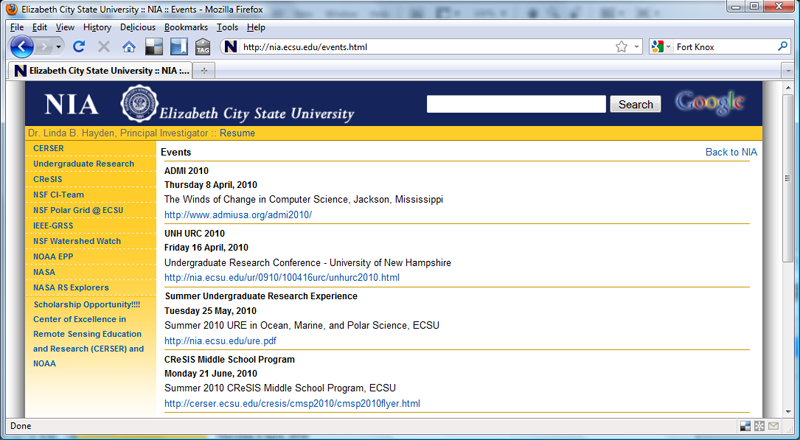 Elizabeth City State University :: NIA :: Events - Mozilla Firefox
File Edit View History Delicious Bookmarks Tools Help
TAG N http://nia.ecsu.edu/events.html Fort Knox
N Elizabeth City State University :: NIA :...
NIA Elizabeth City State University Search Google
Dr. Linda B. Hayden, Principal Investigator :: Resume
CERSER
Undergraduate Research
CReSIS
NSF CI-Team
NSF Polar Grid @ ECSU
IEEE-GRSS
NSF Watershed Watch
NOAA EPP
NASA
NASA RS Explorers
Scholarship Opportunity!!!!
Center of Excellence in
Remote Sensing Education
and Research (CERSER) and
NOAA
Events Back to NIA
ADMI 2010
Thursday 8 April, 2010
The Winds of Change in Computer Science, Jackson, Mississippi
http://www.admiusa.org/admi2010/
UNH URC 2010
Friday 16 April, 2010
Undergraduate Research Conference - University of New Hampshire
http://nia.ecsu.edu/ur/0910/100416urc/unhurc2010.html
Summer Undergraduate Research Experience
Tuesday 25 May, 2010
Summer 2010 URE in Ocean, Marine, and Polar Science, ECSU
http://nia.ecsu.edu/ure.pdf
CReSIS Middle School Program
Monday 21 June, 2010
Summer 2010 CReSIS Middle School Program, ECSU
http://cerser.ecsu.edu/cresis/cmsp2010/cmsp2010flyer.html
Done